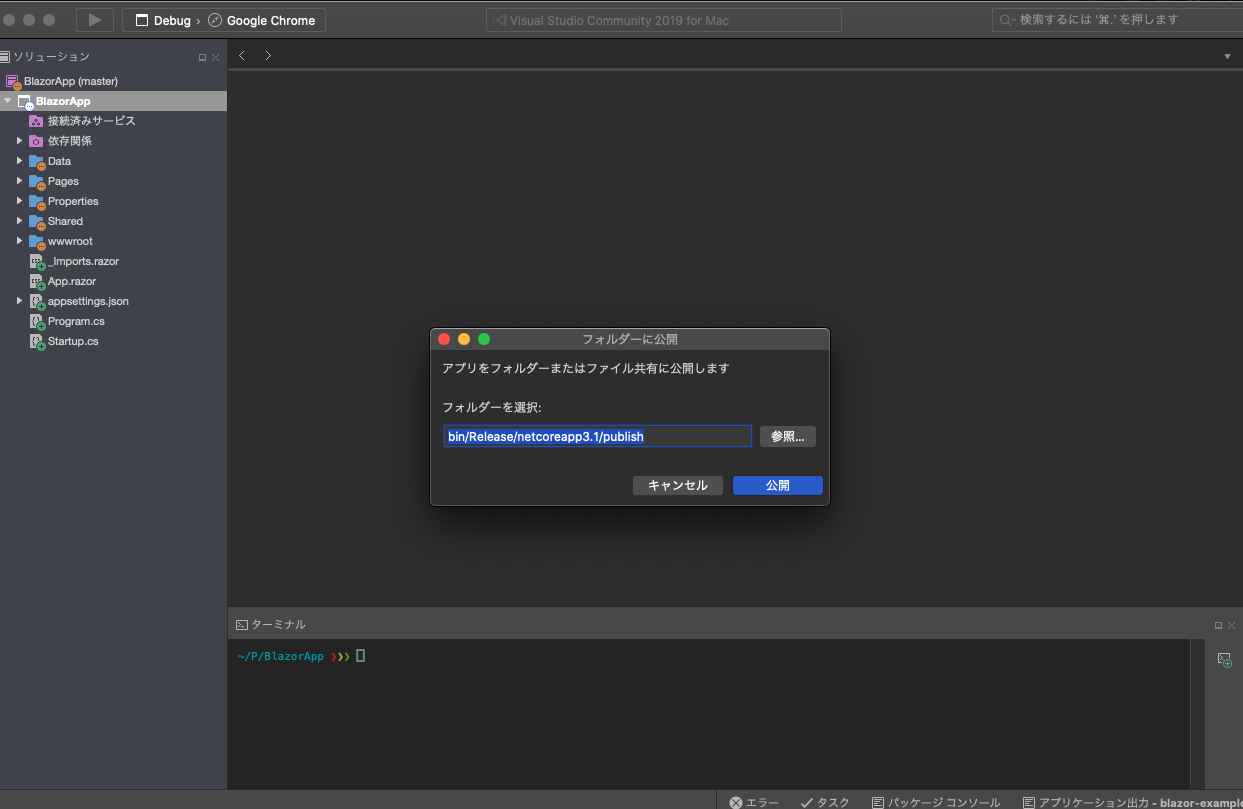 Debug › Google Chrome
Visual Studio Community 2019 for Mac
検索するには '⌘.' を押します
ソリューション
BlazorApp (master)
BlazorApp
接続済みサービス
依存関係
Data
Pages
Properties
Shared
wwwroot
_Imports.razor
App.razor
appsettings.json
Program.cs
Startup.cs
フォルダーに公開
アプリをフォルダーまたはファイル共有に公開します
フォルダーを選択:
bin/Release/netcoreapp3.1/publish
参照...
キャンセル
公開
ターミナル
~/P/BlazorApp ❯❯❯
エラー
タスク
パッケージ コンソール
アプリケーション出力 - blazor-example